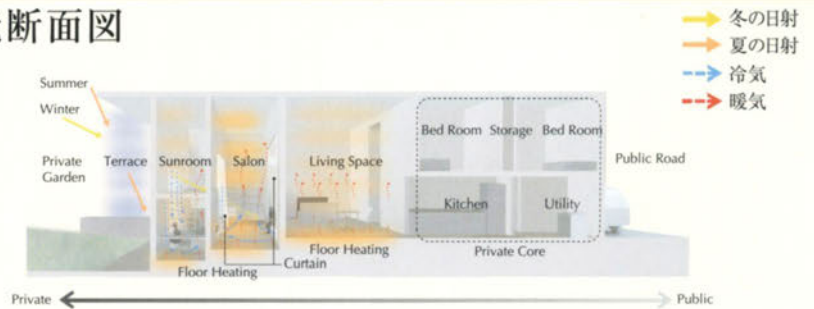 断面図
冬の日射
夏の日射
冷気
暖気
Summer
Winter
Private
Garden
Terrace
Sunroom
Salon
Living Space
Bed Room
Storage
Bed Room
Kitchen
Utility
Public Road
Floor Heating
Curtain
Floor Heating
Private Core
Private
Public